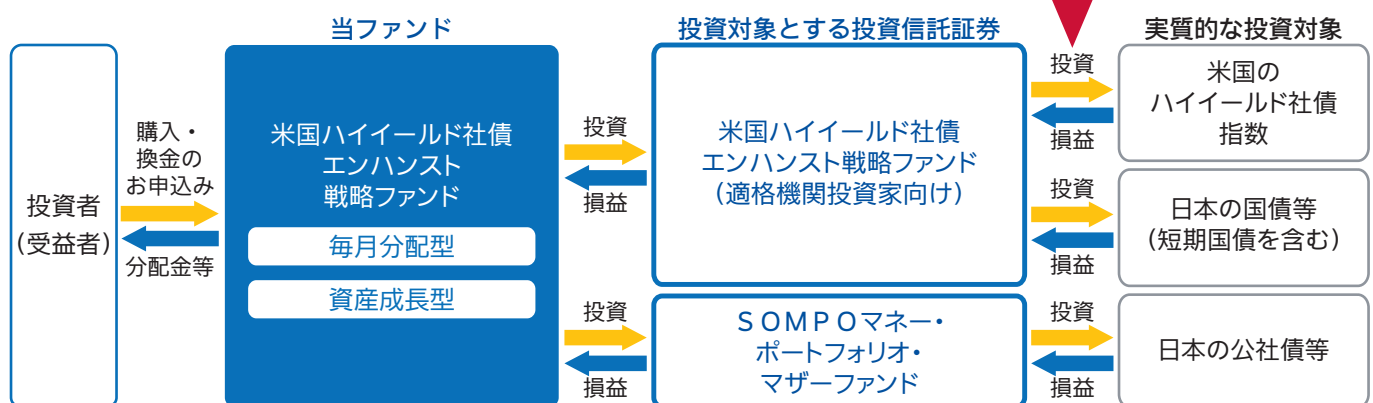 当ファンド
投資対象とする投資信託証券
実質的な投資対象
投資者
(受益者)
購入・
換金の
お申込み
分配金等
米国ハイイールド社債
エンハンスト
戦略ファンド
毎月分配型
資産成長型
投資
損益
投資
損益
米国ハイイールド社債
エンハンスト戦略ファンド
(適格機関投資家向け)
SOMPOマネー・
ポートフォリオ・
マザーファンド
投資
損益
投資
損益
投資
損益
米国の
ハイイールド社債
指数
日本の国債等
(短期国債を含む)
日本の公社債等